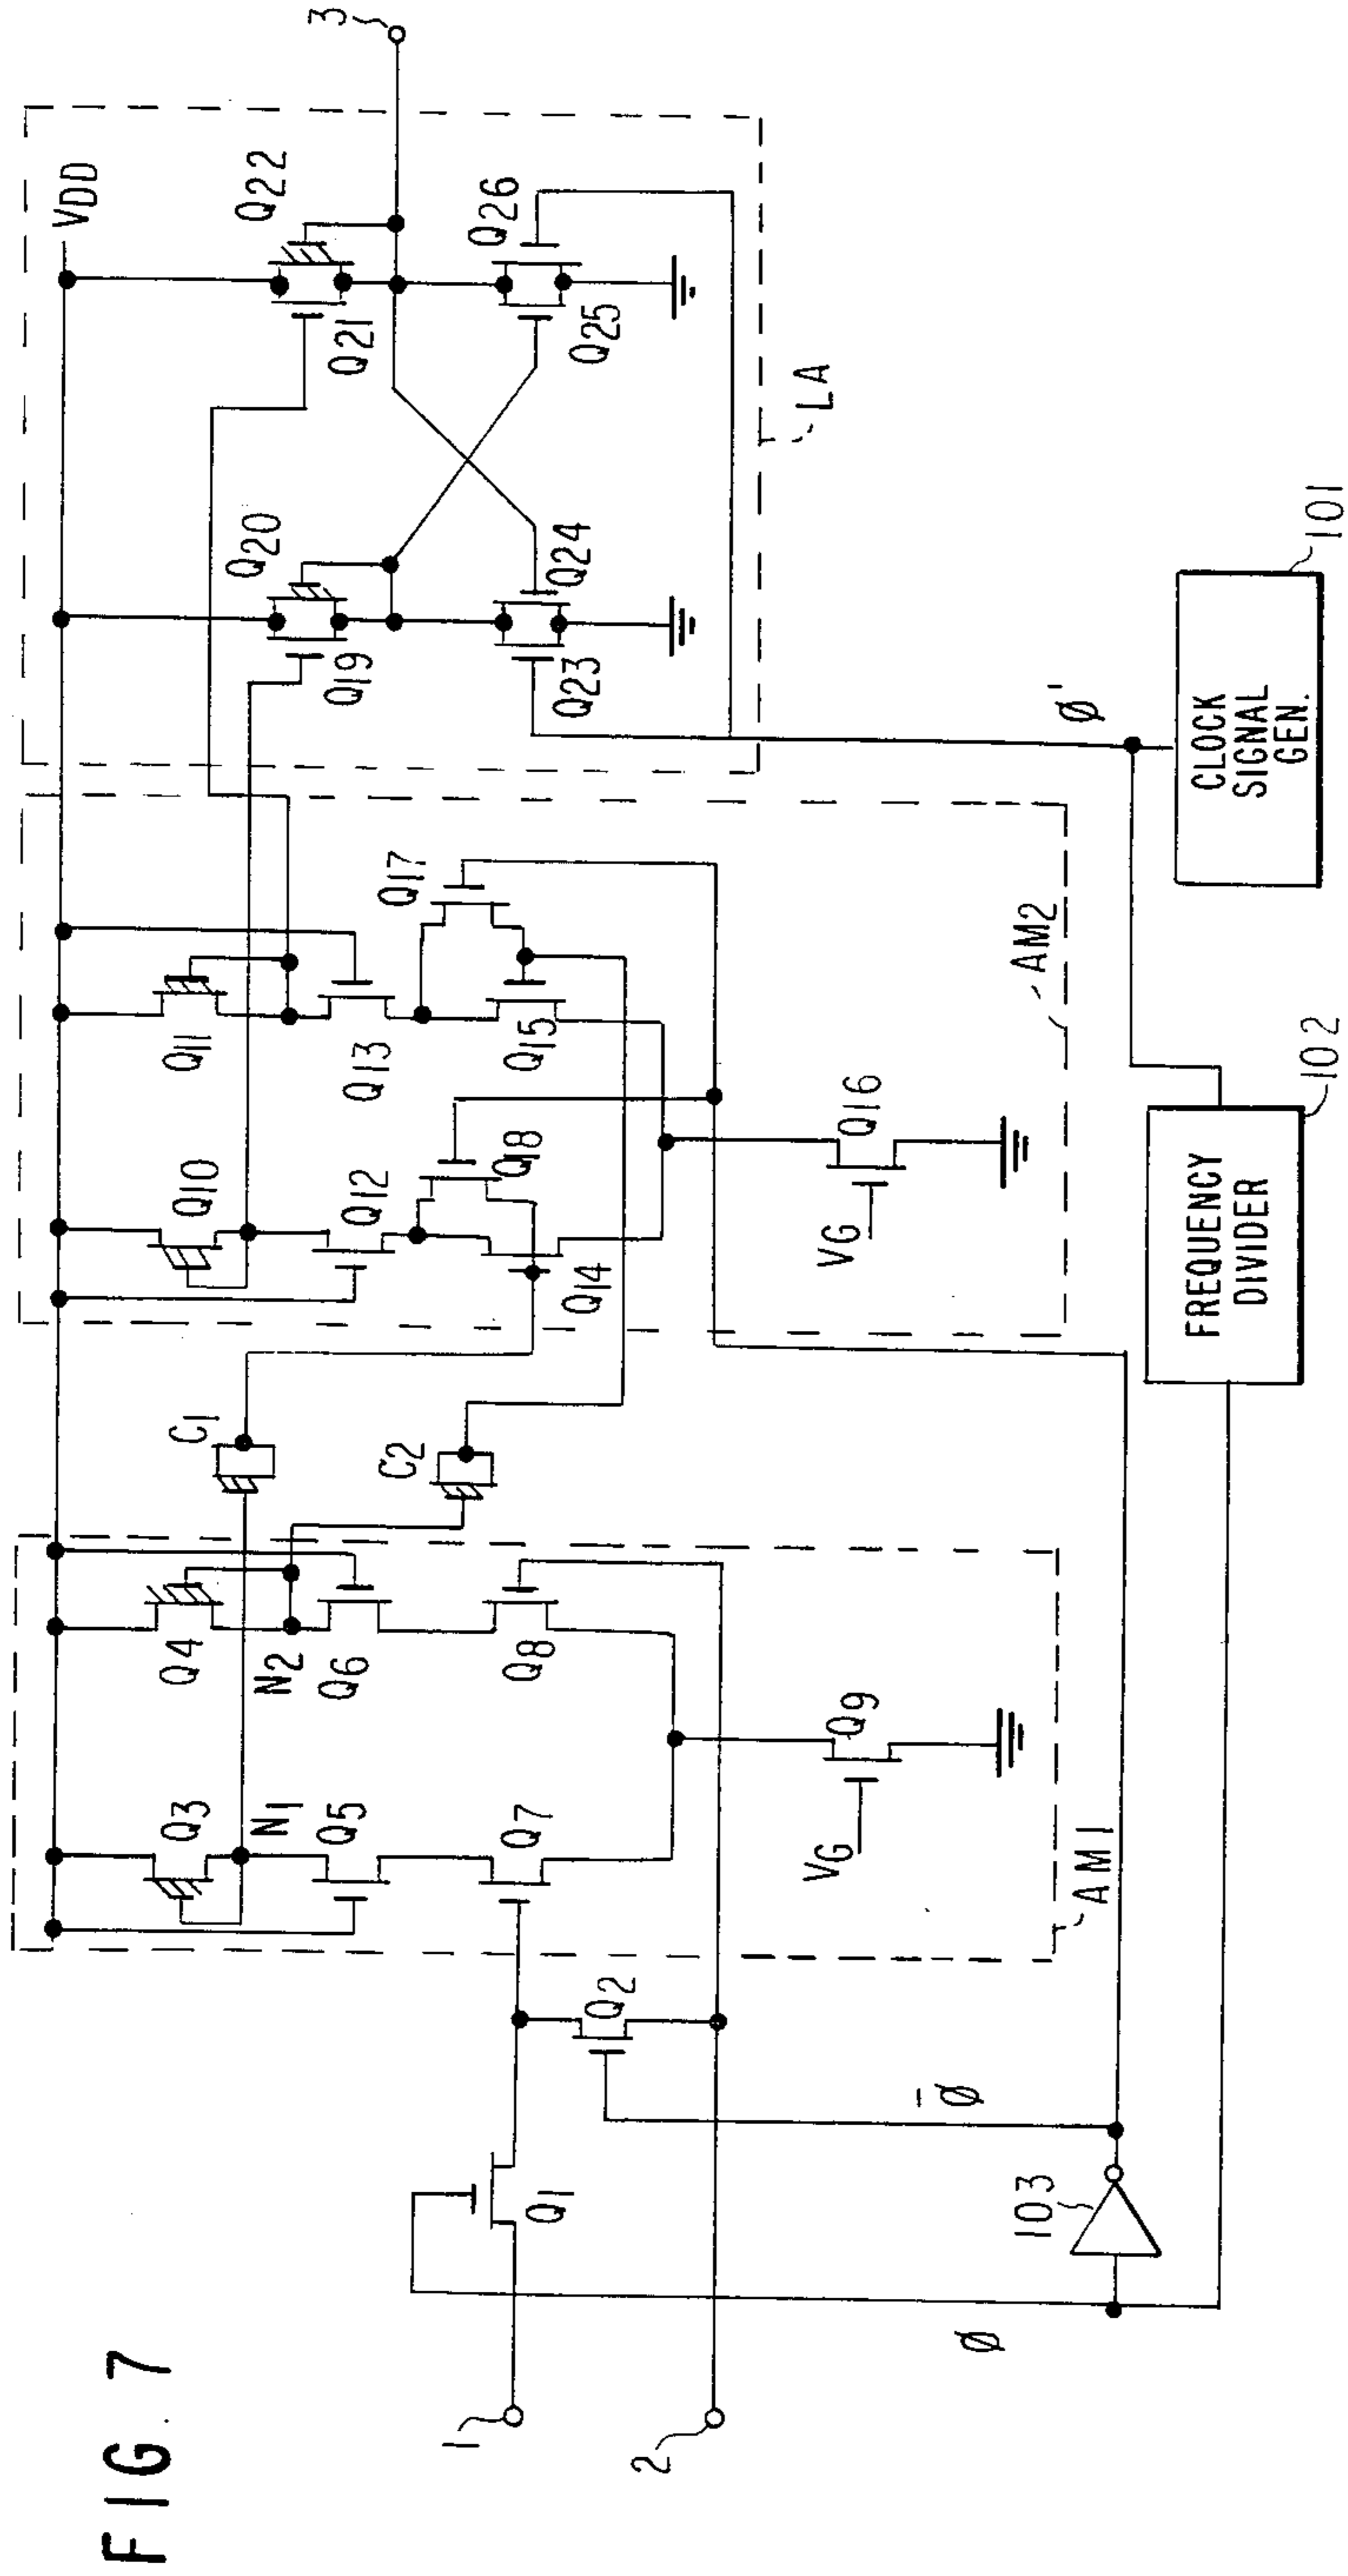 FIG. 7
VDD
3
Q22
Q21
Q26
Q25
LA
Q20
Q19
Q24
Q23
Ø'
CLOCK
SIGNAL
GEN.
101
Q11
Q13
Q17
Q15
AM2
Q10
Q12
Q18
Q14
VG
Q16
FREQUENCY
DIVIDER
102
C1
C2
Q4
N2
Q6
Q8
Q3
N1
Q5
Q7
VG
Q9
AM1
Q2
Q1
1
2
Ø̄
103
Ø